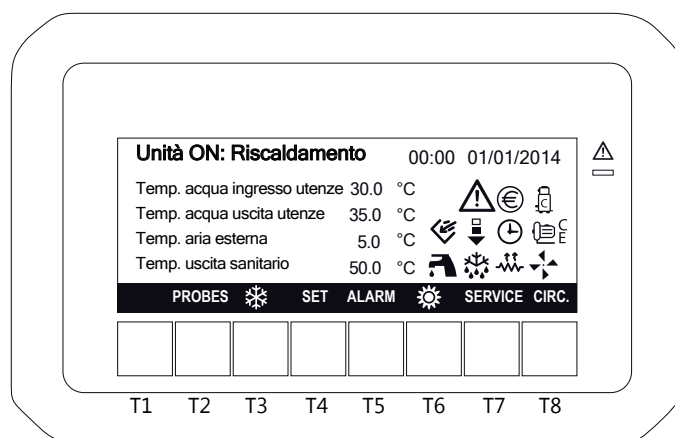 Unità ON: Riscaldamento 00:00 01/01/2014
Temp. acqua ingresso utenze 30.0 °C
Temp. acqua uscita utenze 35.0 °C
Temp. aria esterna 5.0 °C
Temp. uscita sanitario 50.0 °C
€ C
C E
PROBES SET ALARM SERVICE CIRC.
T1 T2 T3 T4 T5 T6 T7 T8